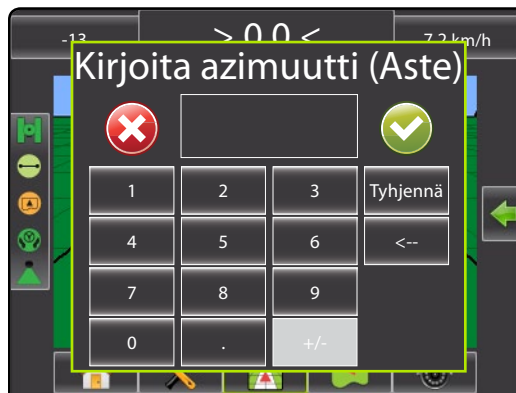 -13 > 0 0 < 7.2 km/h
Kirjoita azimuutti (Aste)
1 2 3 Tyhjennä
4 5 6 <--
7 8 9
0 . +/-